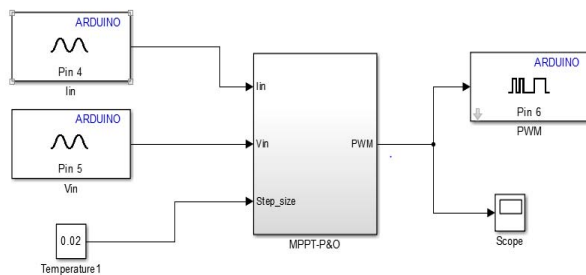 ARDUINO
Pin 4
Iin
ARDUINO
Pin 5
Vin
0.02
Temperature1
Iin
Vin
Step_size
PWM
MPPT-P&O
ARDUINO
Pin 6
PWM
Scope